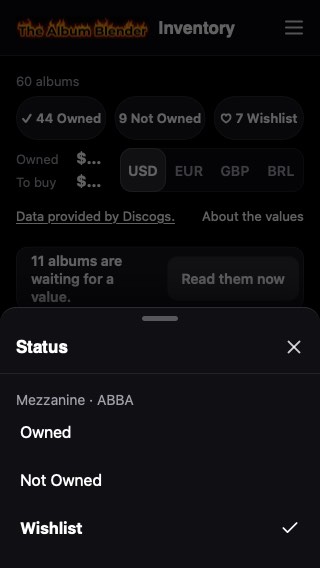 The Album Blender Inventory
60 albums
✓ 44 Owned 9 Not Owned ♡ 7 Wishlist
Owned $...
To buy $...
USD EUR GBP BRL
Data provided by Discogs. About the values
11 albums are
waiting for a
value.
Read them now
Status
Mezzanine · ABBA
Owned
Not Owned
Wishlist